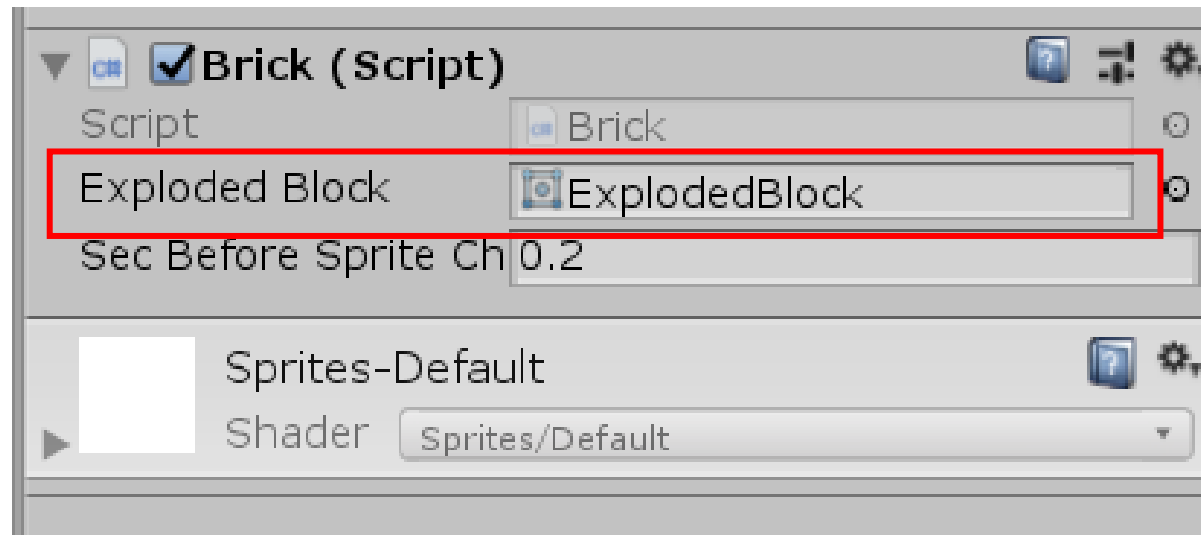 Brick (Script)
Script Brick
Exploded Block ExplodedBlock
Sec Before Sprite Ch 0.2
Sprites-Default
Shader Sprites/Default